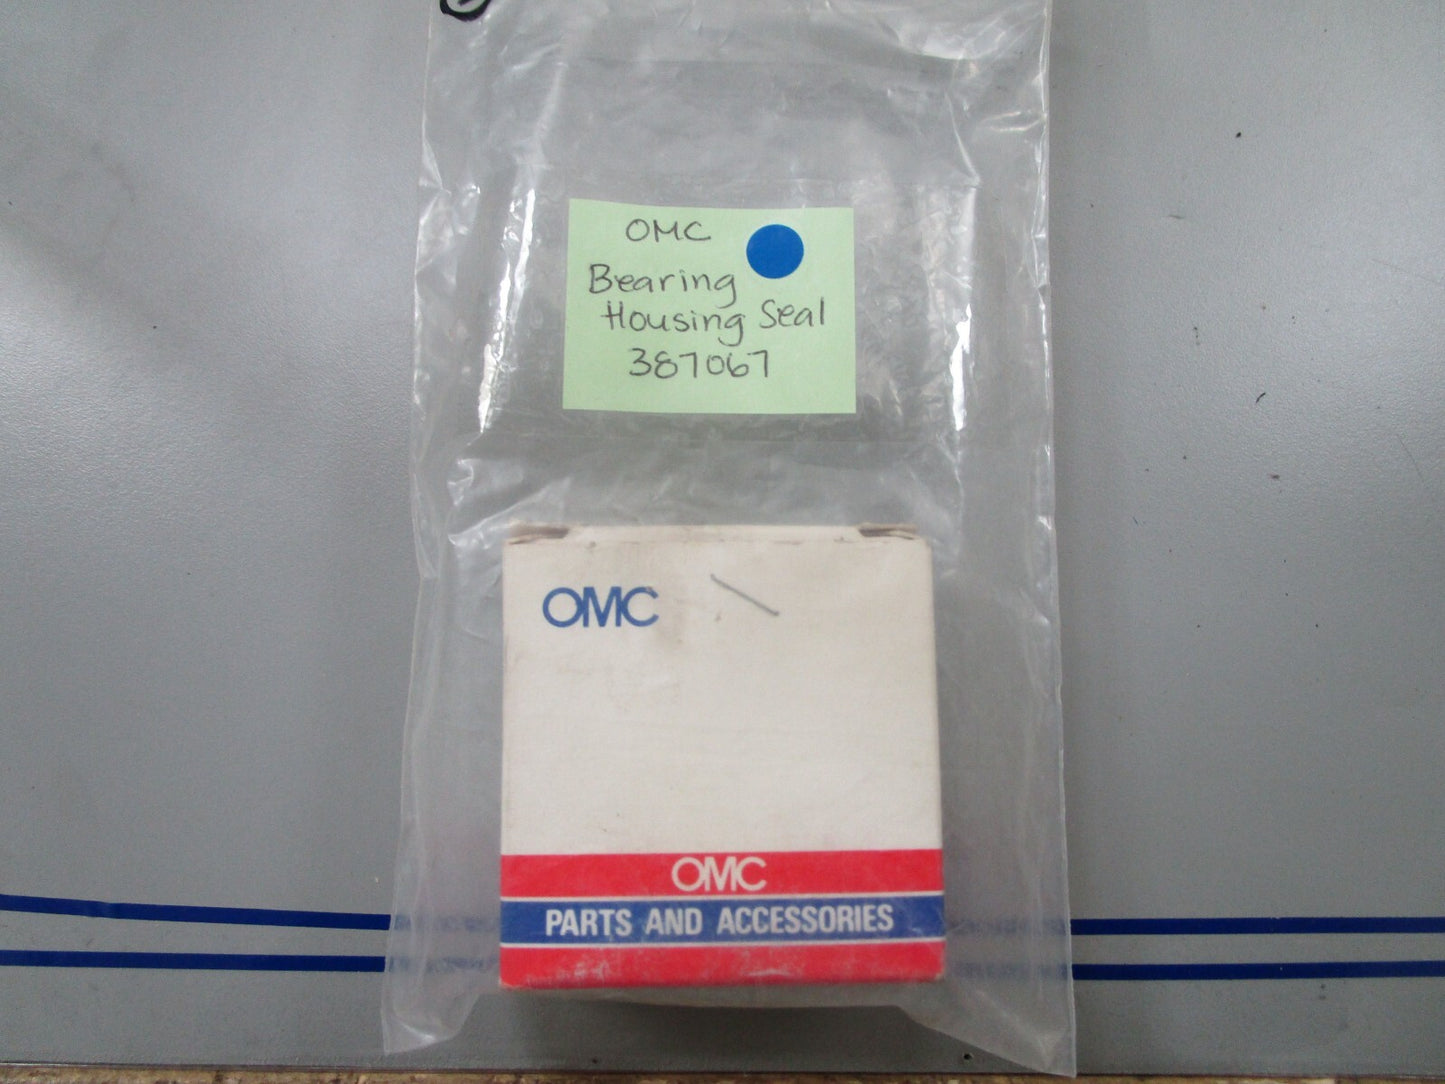 OMC
Bearing
Housing Seal
387067
OMC
OMC
PARTS AND ACCESSORIES